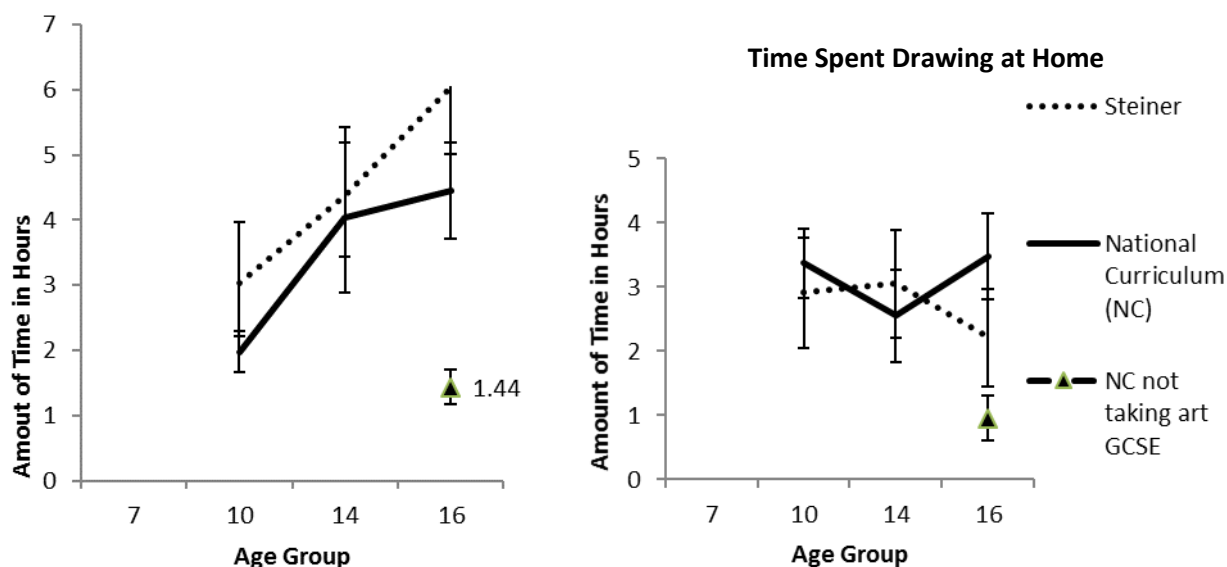 7
6
5
4
3
2
1
0
Amout of Time in Hours
1.44
7 10 14 16
Age Group
Time Spent Drawing at Home
5
4
3
2
1
0
Amount of Time in Hours
7 10 14 16
Age Group
Steiner
National
Curriculum
(NC)
NC not
taking art
GCSE